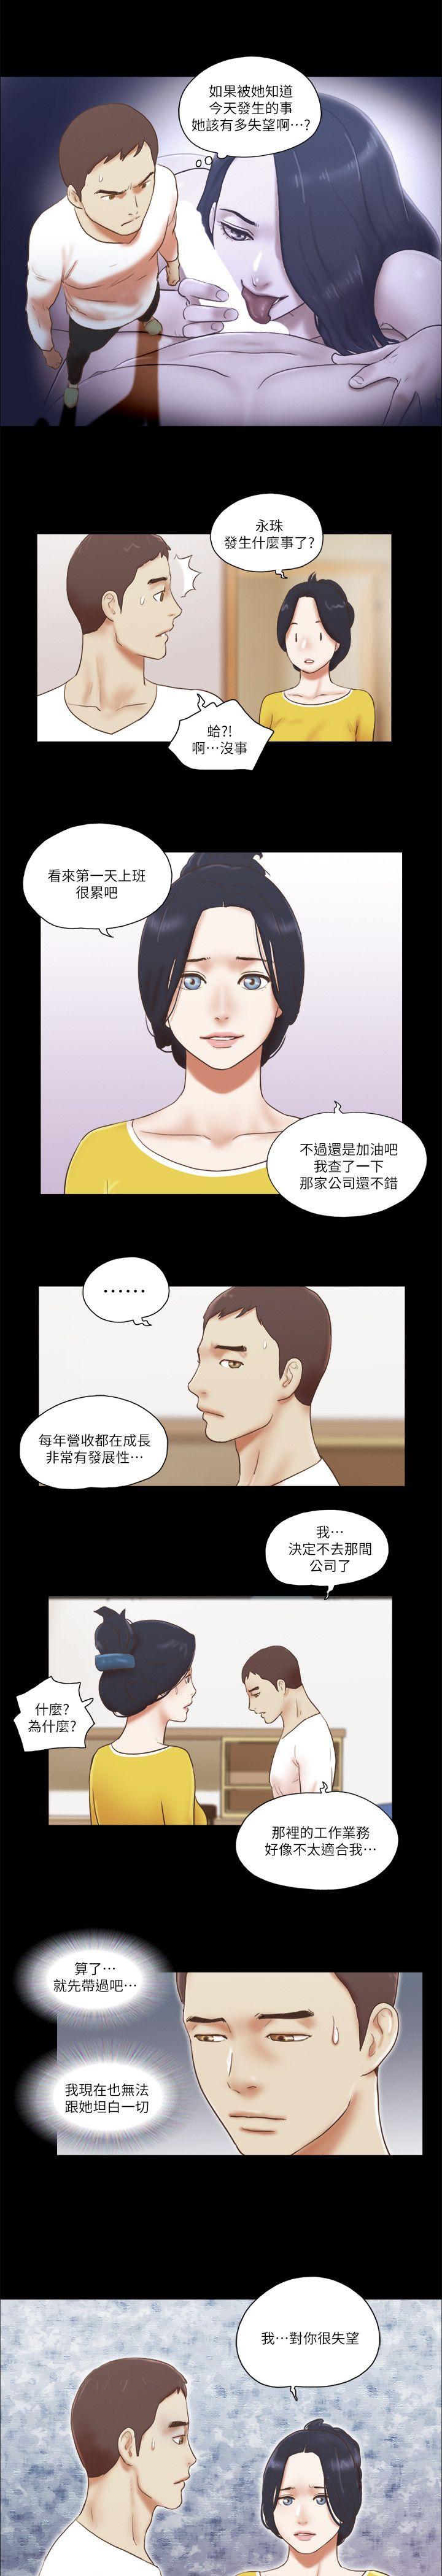 如果被她知道
今天發生的事
她該有多失望啊…?
永珠
發生什麼事了?
蛤?!
啊…沒事
看來第一天上班
很累吧
不過還是加油吧
我查了一下
那家公司還不錯
……
每年營收都在成長
非常有發展性…
我…
決定不去那間
公司了
什麼?
為什麼?
那裡的工作業務
好像不太適合我…
算了…
就先帶過吧…
我現在也無法
跟她坦白一切
我…對你很失望